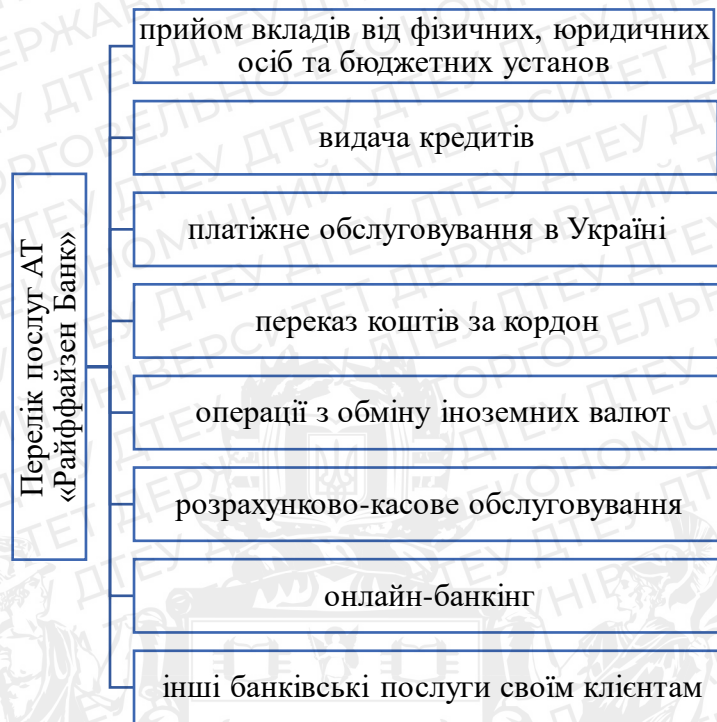 Перелік послуг АТ
«Райффайзен Банк»
прийом вкладів від фізичних, юридичних
осіб та бюджетних установ
видача кредитів
платіжне обслуговування в Україні
переказ коштів за кордон
операції з обміну іноземних валют
розрахунково-касове обслуговування
онлайн-банкінг
інші банківські послуги своїм клієнтам